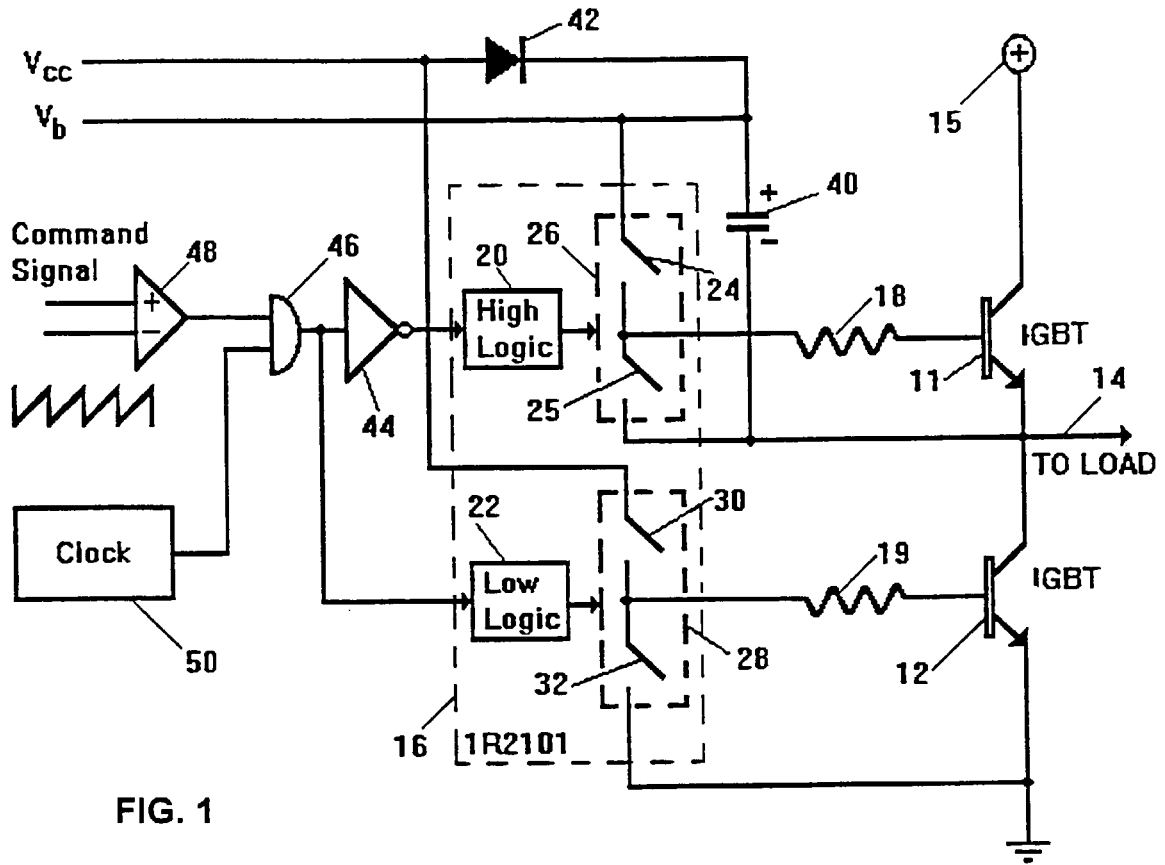 42
Vcc
Vb
15
+
40
-
Command
Signal
48
+
-
46
20
High
Logic
26
24
25
18
IGBT
11
14
TO LOAD
44
Clock
50
22
Low
Logic
30
32
28
19
IGBT
12
16
1R2101
FIG. 1